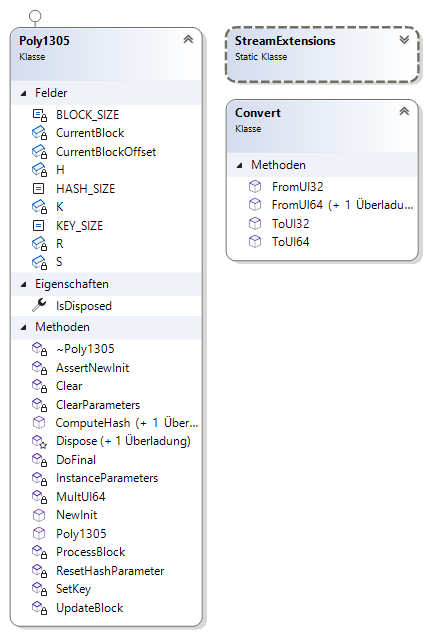 Poly1305
Klasse
Felder
BLOCK_SIZE
CurrentBlock
CurrentBlockOffset
H
HASH_SIZE
K
KEY_SIZE
R
S
Eigenschaften
IsDisposed
Methoden
~Poly1305
AssertNewInit
Clear
ClearParameters
ComputeHash (+ 1 Über...
Dispose (+ 1 Überladung)
DoFinal
InstanceParameters
MultUI64
NewInit
Poly1305
ProcessBlock
ResetHashParameter
SetKey
UpdateBlock
StreamExtensions
Static Klasse
Convert
Klasse
Methoden
FromUI32
FromUI64 (+ 1 Überladu...
ToUI32
ToUI64